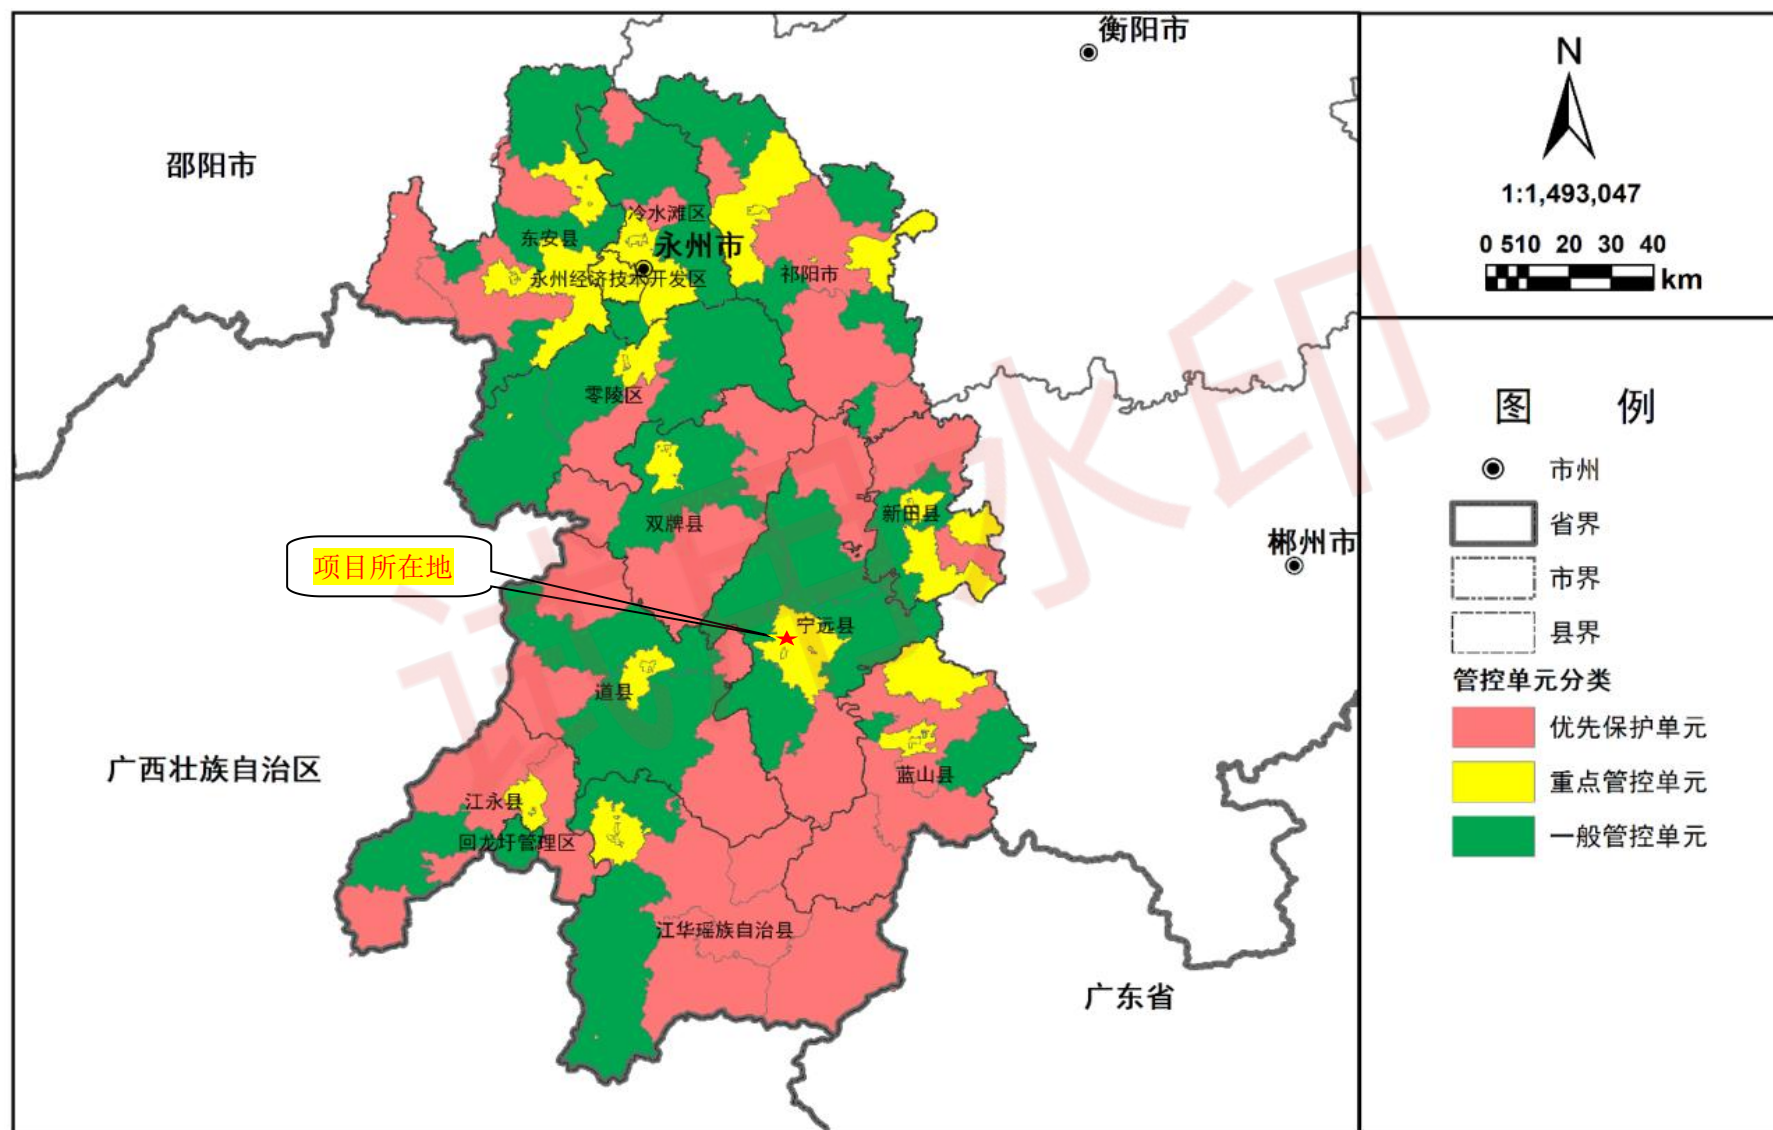 衡阳市
邵阳市
冷水滩区
永州市
东安县
永州经济技术开发区
祁阳市
零陵区
双牌县
新田县
郴州市
项目所在地
宁远县
道县
广西壮族自治区
蓝山县
江永县
回龙圩管理区
江华瑶族自治县
广东省
试用水印
N
1:1,493,047
0 510 20 30 40
km
图 例
市州
省界
市界
县界
管控单元分类
优先保护单元
重点管控单元
一般管控单元